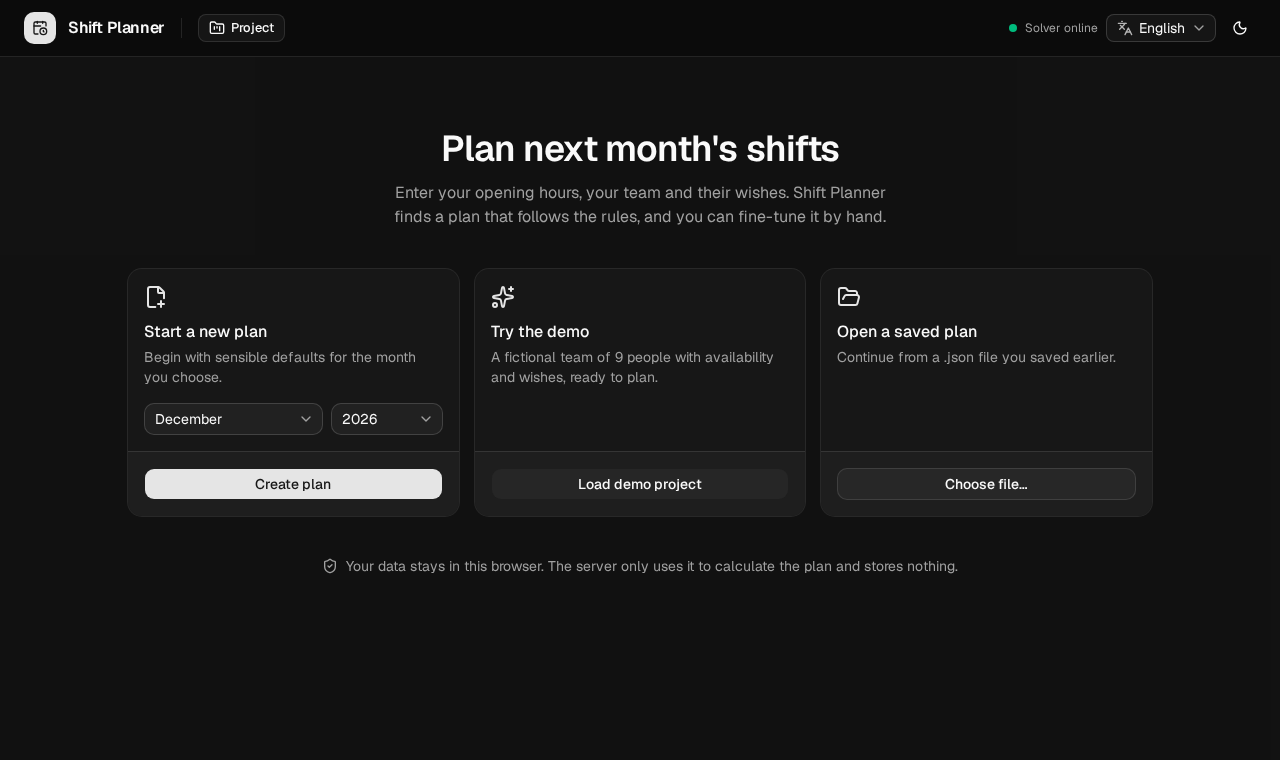 Shift Planner
Project
Solver online
English
Plan next month's shifts
Enter your opening hours, your team and their wishes. Shift Planner
finds a plan that follows the rules, and you can fine-tune it by hand.
Start a new plan
Begin with sensible defaults for the month
you choose.
December
2026
Create plan
Try the demo
A fictional team of 9 people with availability
and wishes, ready to plan.
Load demo project
Open a saved plan
Continue from a .json file you saved earlier.
Choose file...
Your data stays in this browser. The server only uses it to calculate the plan and stores nothing.